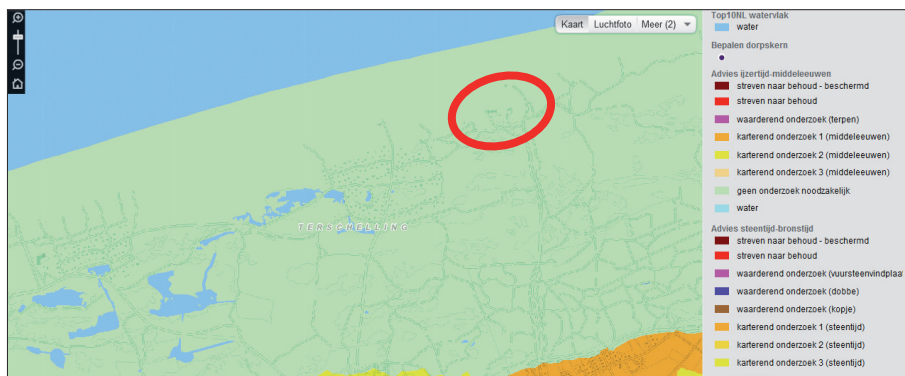 Kaart Luchtfoto Meer (2)
TERSCHELLING
Top10NL watervlak
water
Bepalen dorpskern
Advies ijzertijd-middeleeuwen
streven naar behoud - beschermd
streven naar behoud
waarderend onderzoek (terpen)
karterend onderzoek 1 (middeleeuwen)
karterend onderzoek 2 (middeleeuwen)
karterend onderzoek 3 (middeleeuwen)
geen onderzoek noodzakelijk
water
Advies steentijd-bronstijd
streven naar behoud - beschermd
streven naar behoud
waarderend onderzoek (vuursteenvindplaat
waarderend onderzoek (dobbe)
waarderend onderzoek (kopje)
karterend onderzoek 1 (steentijd)
karterend onderzoek 2 (steentijd)
karterend onderzoek 3 (steentijd)